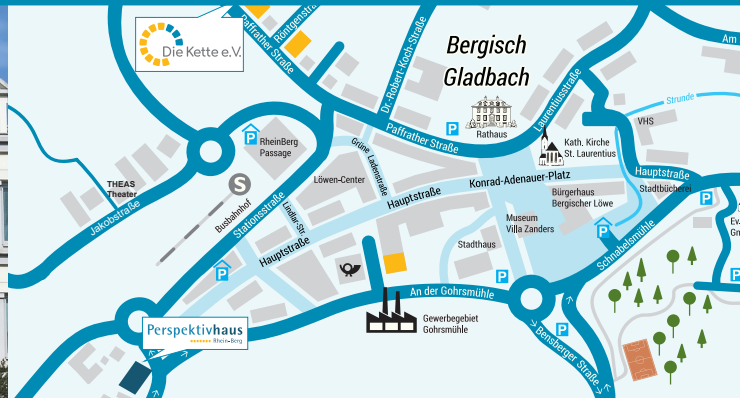 Die Kette e.V.
Röntgenstra
Paffrather Straße
Dr.-Robert-Koch-Straße
Bergisch
Gladbach
Am
Laurentiusstraße
Strunde
P
Rathaus
Paffrather Straße
VHS
Kath. Kirche
St. Laurentius
P
RheinBerg
Passage
Grüne Ladenstraße
THEAS
Theater
S
Löwen-Center
Hauptstraße
Konrad-Adenauer-Platz
Hauptstraße
Stadtbücherei
P
Bürgerhaus
Bergischer Löwe
Jakobstraße
Busbahnhof
Stationsstraße
Lindlar-Str.
Hauptstraße
Museum
Villa Zanders
P
Schnabelsmühle
Ev.
Gn
Stadthaus
P
P
P
An der Gohrsmühle
Gewerbegebiet
Gohrsmühle
P
Bensberger Straße
Perspektivhaus
Rhein-Berg